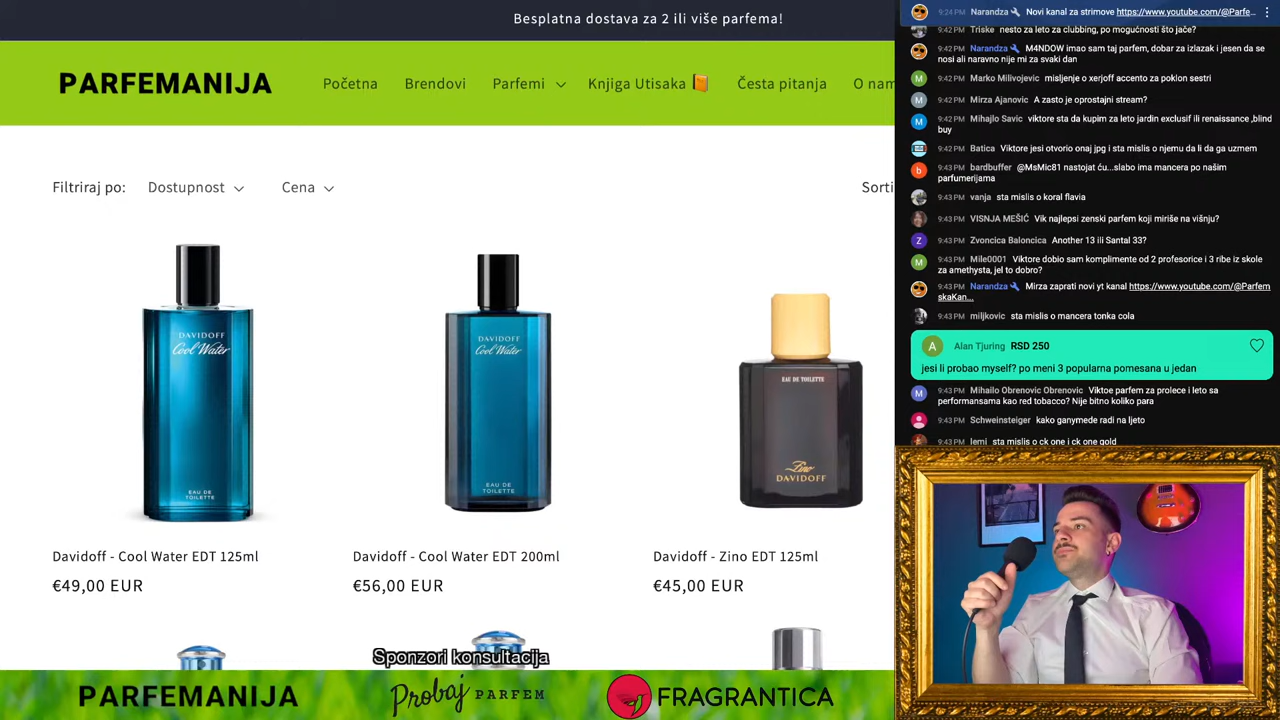 Besplatna dostava za 2 ili više parfema!
PARFEMANIJA
Početna
Brendovi
Parfemi
Knjiga Utisaka
Česta pitanja
O nam
Filtriraj po:
Dostupnost
Cena
Sorti
DAVIDOFF
Cool Water
EAU DE
TOILETTE
DAVIDOFF
Cool Water
EAU DE
TOILETTE
EAU DE TOILETTE
Zino
DAVIDOFF
Davidoff - Cool Water EDT 125ml
€49,00 EUR
Davidoff - Cool Water EDT 200ml
€56,00 EUR
Davidoff - Zino EDT 125ml
€45,00 EUR
Sponzori konsultacija
PARFEMANIJA
Probaj PARFEM
FRAGRANTICA
9:24 PM Narandza Novi kanal za strimove https://www.youtube.com/@Parfe...
Triske nesto za leto za clubbing, po mogućnosti što jače?
9:42 PM Narandza M4NDOW imao sam taj parfem, dobar za izlazak i jesen da se
nosi ali naravno nije mi za svaki dan
9:42 PM Marko Milivojevic misljenje o xerjoff accento za poklon sestri
9:42 PM Mirza Ajanovic A zasto je oprostajni stream?
9:42 PM Mihajlo Savic viktore sta da kupim za leto jardin exclusif ili renaissance ,blind
buy
9:42 PM Batica Viktore jesi otvorio onaj jpg i sta mislis o njemu da li da ga uzmem
9:43 PM bardbuffer @MsMic81 nastojat ću...slabo ima mancera po našim
parfumerijama
9:43 PM vanja sta mislis o koral flavia
9:43 PM VISNJA MEŠIĆ Vik najlepsi zenski parfem koji miriše na višnju?
9:43 PM Zvoncica Baloncica Another 13 ili Santal 33?
9:43 PM Mile0001 Viktore dobio sam komplimente od 2 profesorice i 3 ribe iz skole
za amethysta, jel to dobro?
9:43 PM Narandza Mirza zaprati novi yt kanal https://www.youtube.com/@Parfem
skaKan...
9:43 PM miljkovic sta mislis o mancera tonka cola
Alan Tjuring RSD 250
jesi li probao myself? po meni 3 popularna pomesana u jedan
9:43 PM Mihailo Obrenovic Obrenovic Viktoe parfem za prolece i leto sa
performansama kao red tobacco? Nije bitno koliko para
9:43 PM Schweinsteiger kako ganymede radi na ljeto
9:43 PM lemi sta mislis o ck one i ck one gold